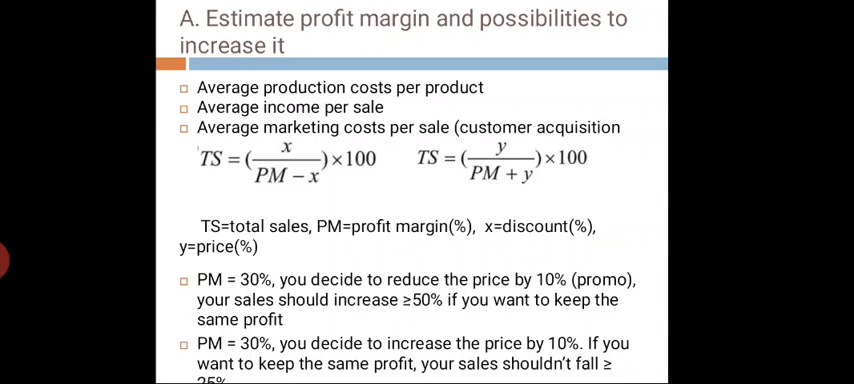 A. Estimate profit margin and possibilities to
increase it
Average production costs per product
Average income per sale
Average marketing costs per sale (customer acquisition
TS = (x / (PM − x)) × 100 TS = (y / (PM + y)) × 100
TS=total sales, PM=profit margin(%), x=discount(%),
y=price(%)
PM = 30%, you decide to reduce the price by 10% (promo),
your sales should increase ≥50% if you want to keep the
same profit
PM = 30%, you decide to increase the price by 10%. If you
want to keep the same profit, your sales shouldn't fall ≥
25%